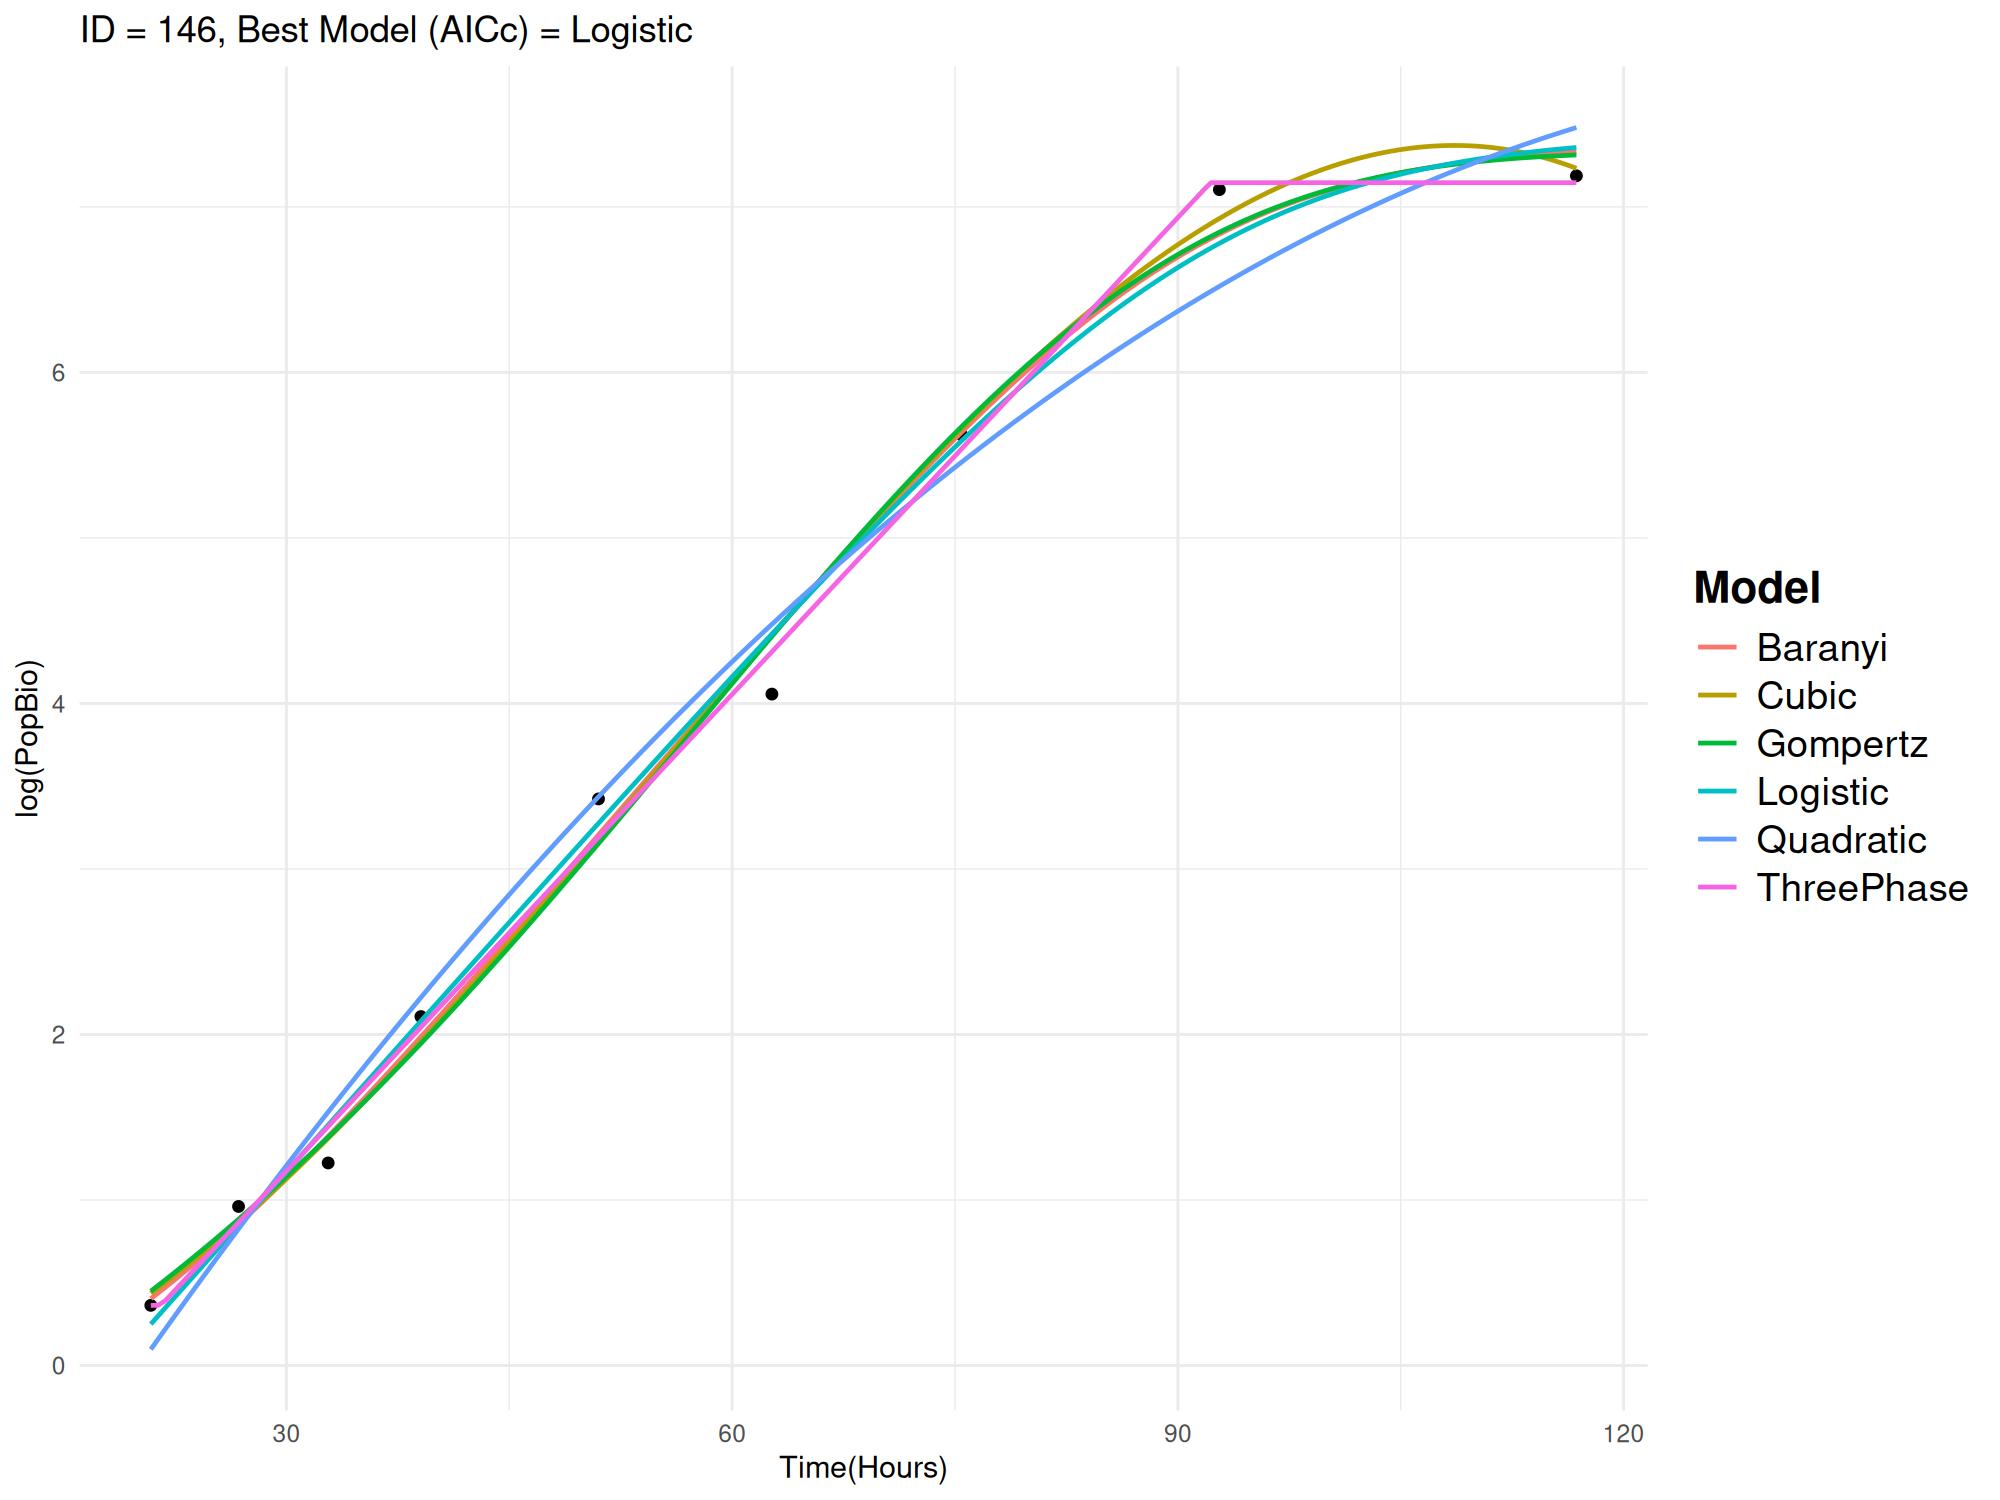 ID = 146, Best Model (AICc) = Logistic
log(PopBio)
6
4
2
0
30
60
90
120
Time(Hours)
Model
Baranyi
Cubic
Gompertz
Logistic
Quadratic
ThreePhase